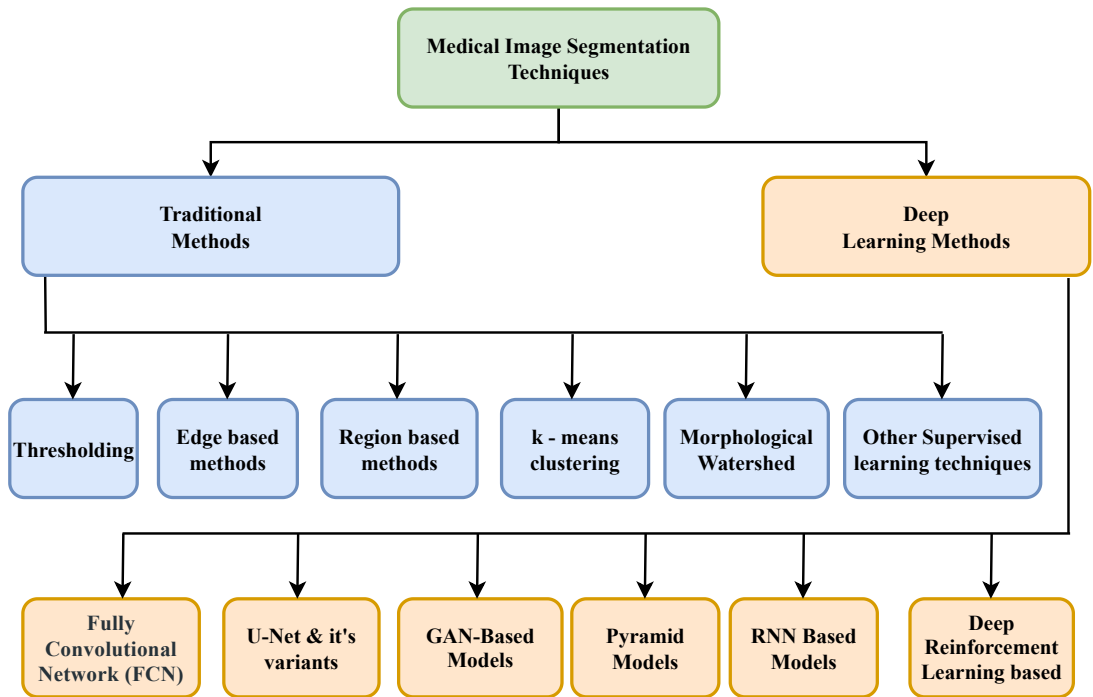 Medical Image Segmentation
Techniques
Traditional
Methods
Deep
Learning Methods
Thresholding
Edge based
methods
Region based
methods
k - means
clustering
Morphological
Watershed
Other Supervised
learning techniques
Fully
Convolutional
Network (FCN)
U-Net & it's
variants
GAN-Based
Models
Pyramid
Models
RNN Based
Models
Deep
Reinforcement
Learning based